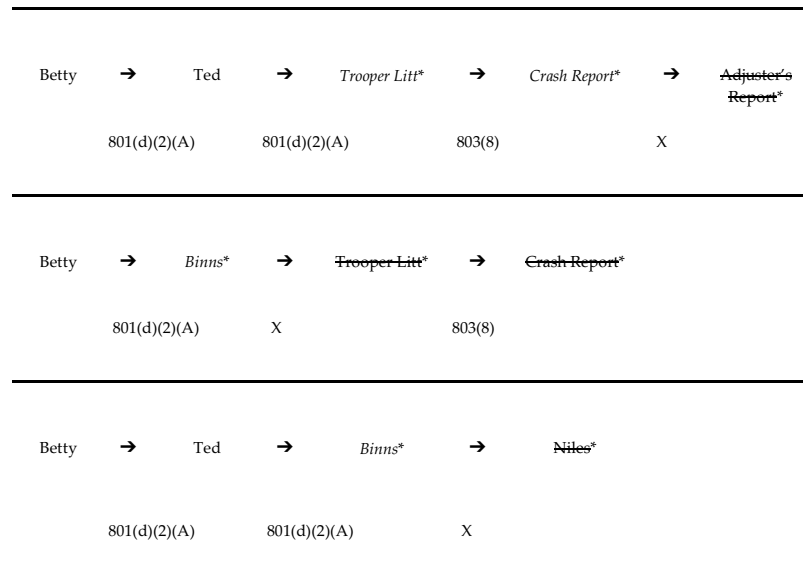 Betty ➔ Ted ➔ Trooper Litt* ➔ Crash Report* ➔ Adjuster's
Report*
801(d)(2)(A) 801(d)(2)(A) 803(8) X
Betty ➔ Binns* ➔ Trooper Litt* ➔ Crash Report*
801(d)(2)(A) X 803(8)
Betty ➔ Ted ➔ Binns* ➔ Niles*
801(d)(2)(A) 801(d)(2)(A) X